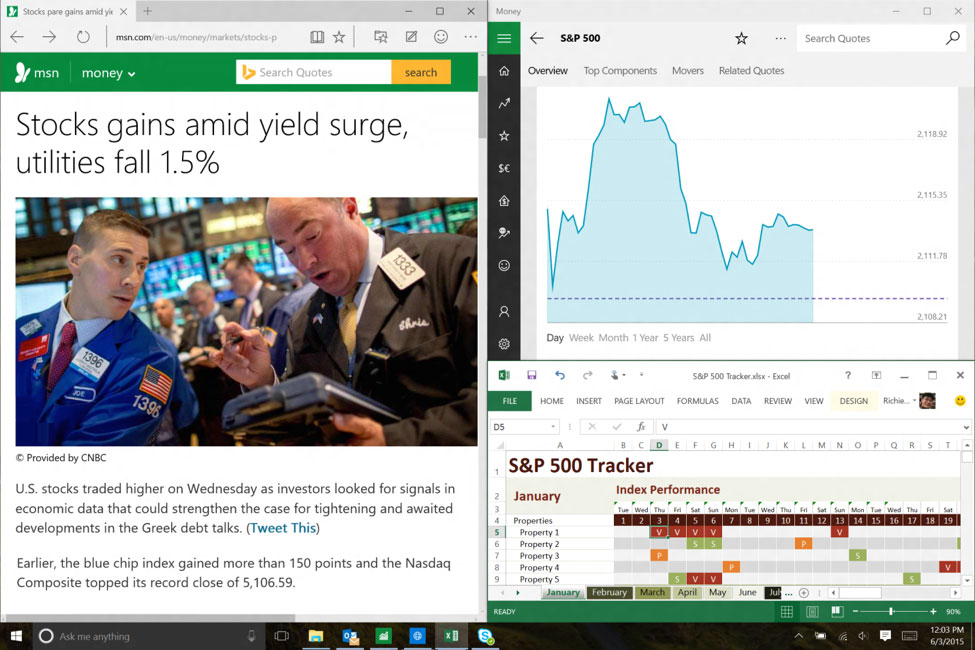 Stocks pare gains amid yi
msn.com/en-us/money/markets/stocks-p
msn money
Search Quotes search
Stocks gains amid yield surge,
utilities fall 1.5%
1333
1396
JOE
1396
© Provided by CNBC
U.S. stocks traded higher on Wednesday as investors looked for signals in
economic data that could strengthen the case for tightening and awaited
developments in the Greek debt talks. (Tweet This)
Earlier, the blue chip index gained more than 150 points and the Nasdaq
Composite topped its record close of 5,106.59.
Money
S&P 500 Search Quotes
Overview Top Components Movers Related Quotes
$€
2,118.92
2,115.35
2,111.78
2,108.21
Day Week Month 1 Year 5 Years All
S&P 500 Tracker.xlsx - Excel ?
FILE HOME INSERT PAGE LAYOUT FORMULAS DATA REVIEW VIEW DESIGN Richie...
D5 fx V
A B C D E F G H I J K L M N O P Q R S T
1 S&P 500 Tracker
2 January Index Performance
3 Tue Wed Thu Fri Sat Sun Mon Tue Wed Thu Fri Sat Sun Mon Tue Wed Thu Fri Sat
4 Properties 1 2 3 4 5 6 7 8 9 10 11 12 13 14 15 16 17 18 19
5 Property 1 V V V V V
6 Property 2 S S P
7 Property 3 P S
8 Property 4 P V
9 Property 5 S V V S
January February March April May June July ...
READY 90%
Ask me anything
12:03 PM
6/3/2015